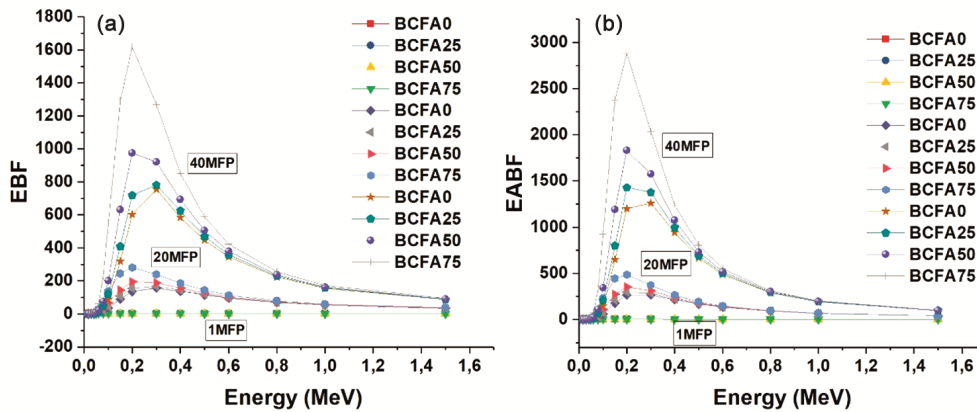 (a)
EBF
1800
1600
1400
1200
1000
800
600
400
200
0
-200
0,0 0,2 0,4 0,6 0,8 1,0 1,2 1,4 1,6
Energy (MeV)
40MFP
20MFP
1MFP
BCFA0
BCFA25
BCFA50
BCFA75
BCFA0
BCFA25
BCFA50
BCFA75
BCFA0
BCFA25
BCFA50
BCFA75
(b)
EABF
3000
2500
2000
1500
1000
500
0
0,0 0,2 0,4 0,6 0,8 1,0 1,2 1,4 1,6
Energy (MeV)
40MFP
20MFP
1MFP
BCFA0
BCFA25
BCFA50
BCFA75
BCFA0
BCFA25
BCFA50
BCFA75
BCFA0
BCFA25
BCFA50
BCFA75